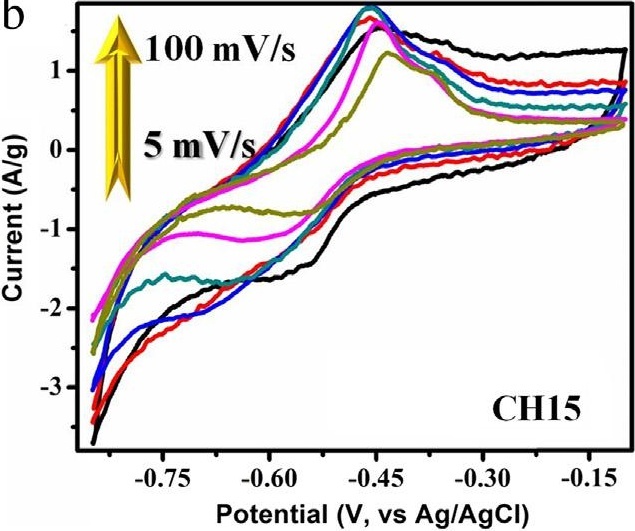 b
100 mV/s
5 mV/s
1
0
-1
-2
-3
Current (A/g)
CH15
-0.75 -0.60 -0.45 -0.30 -0.15
Potential (V, vs Ag/AgCl)